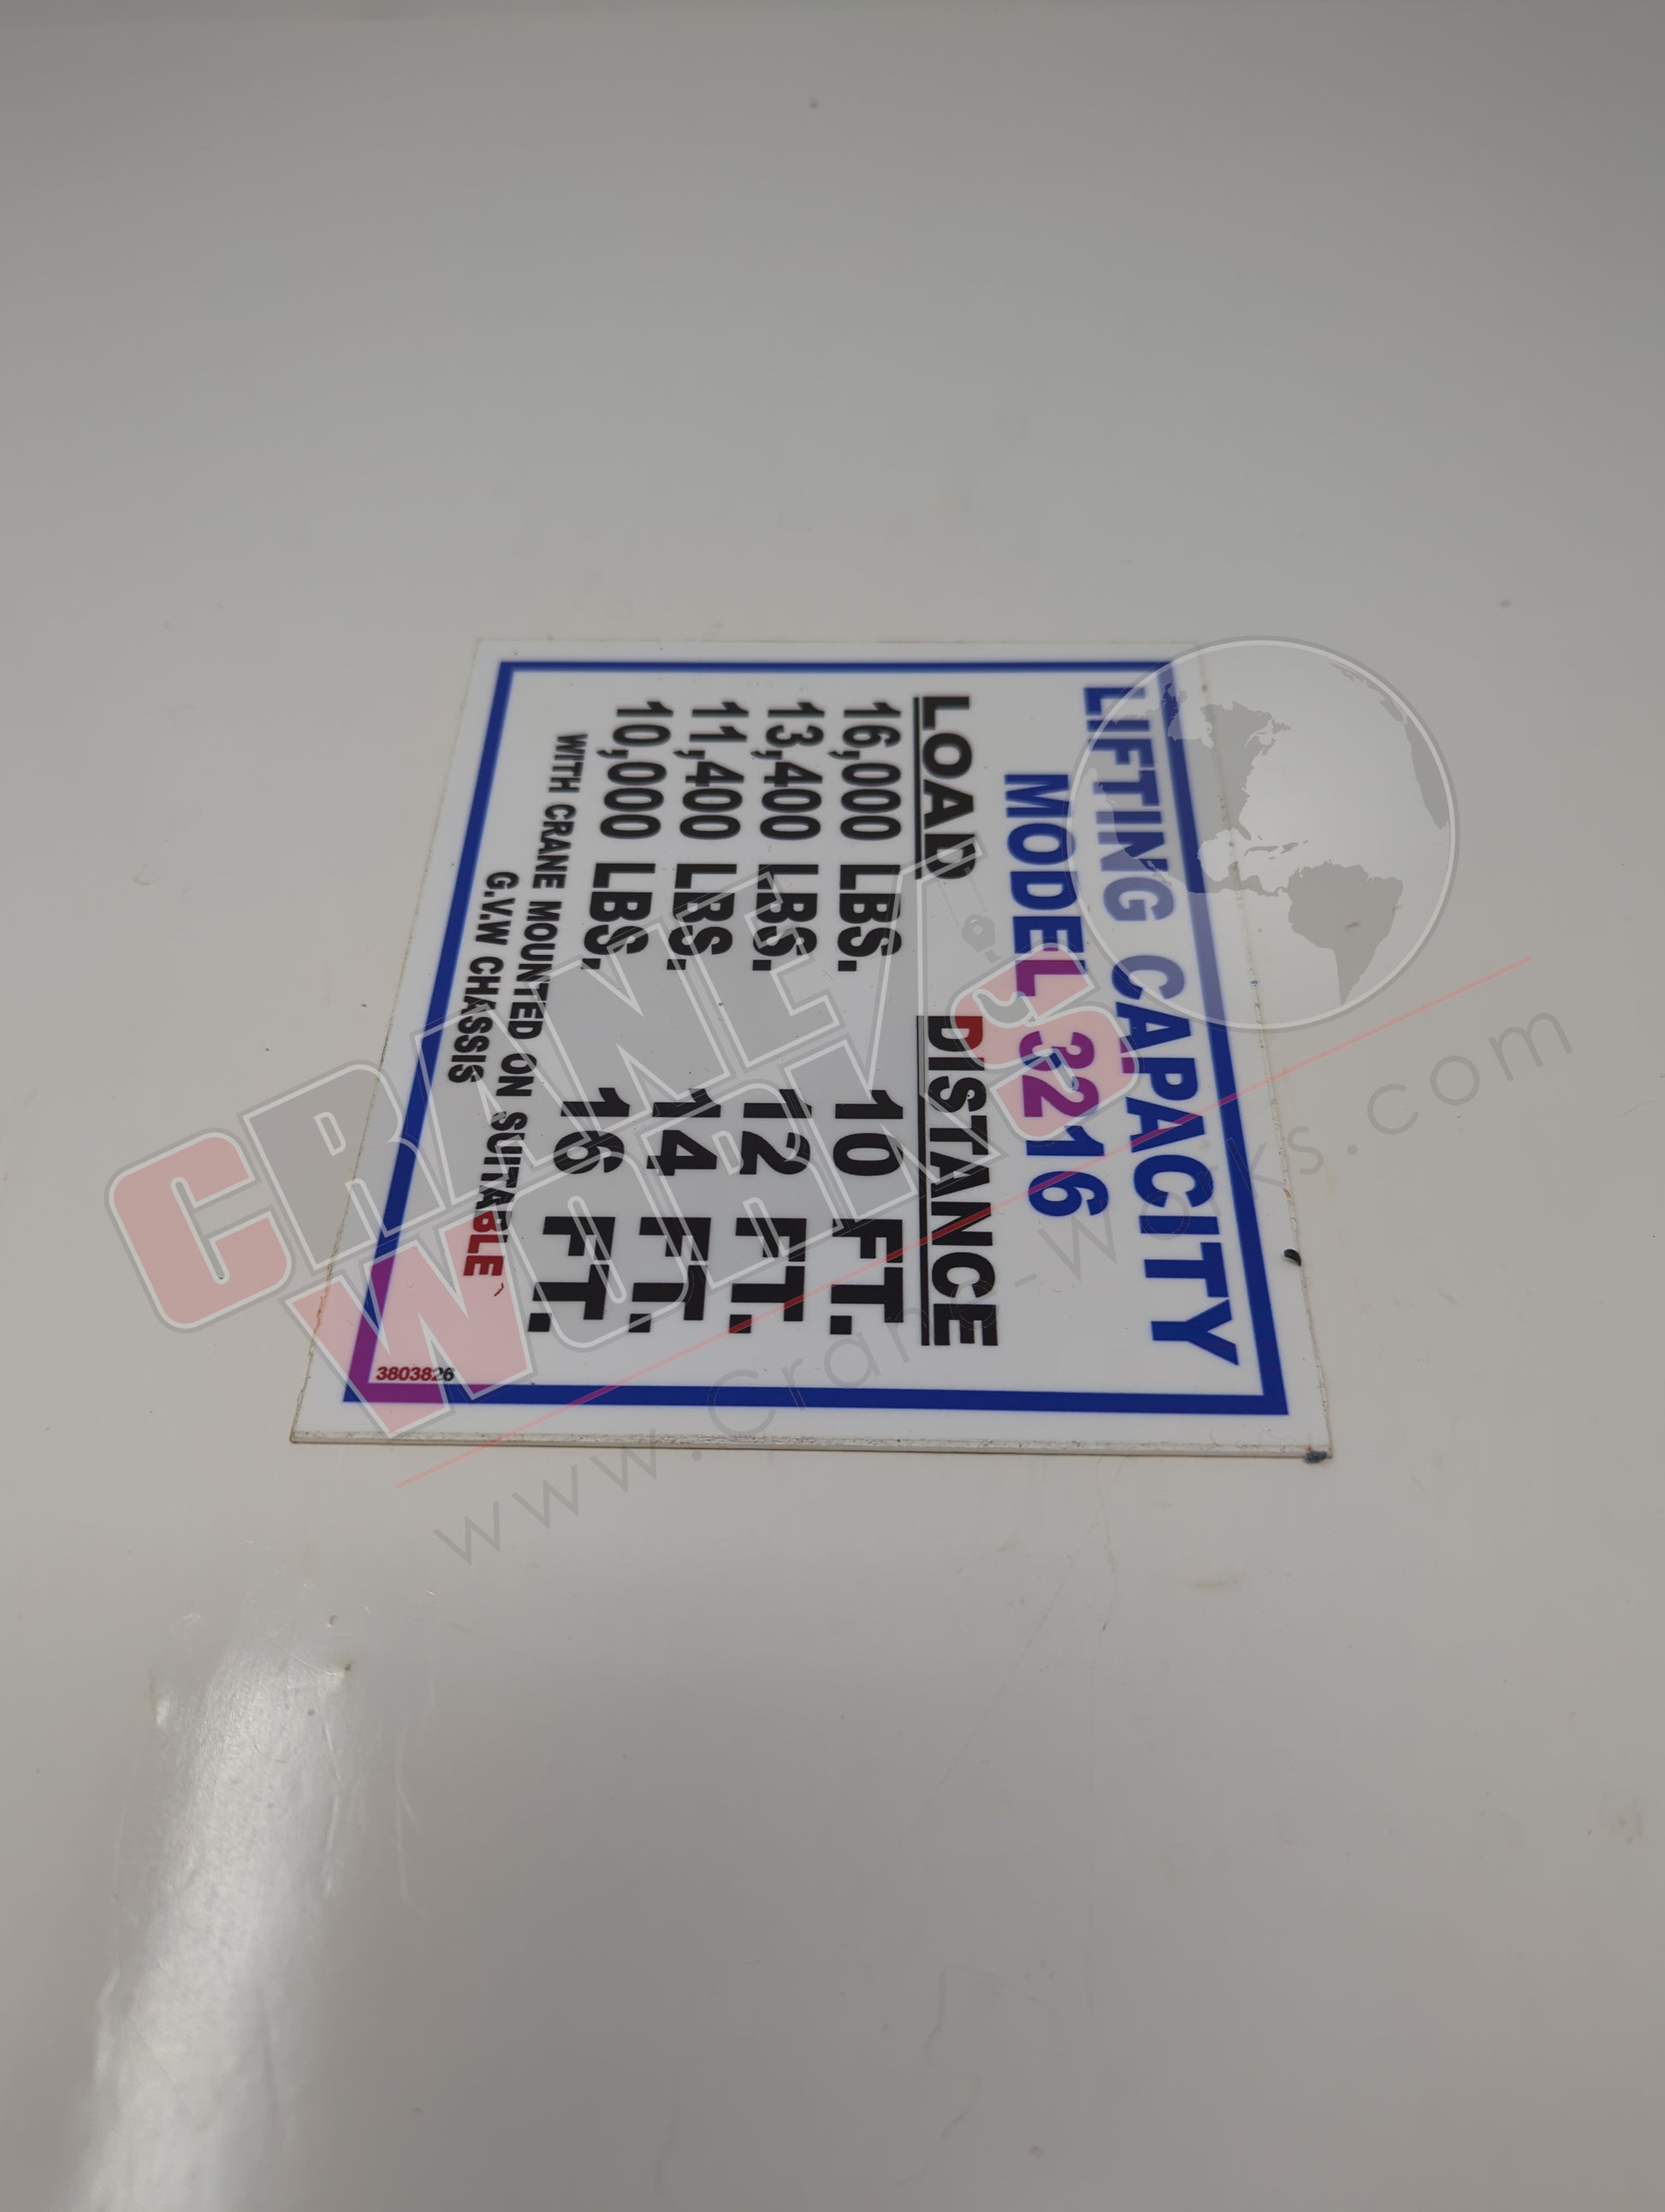 LIFTING CAPACITY
MODEL 3216
LOAD DISTANCE
16,000 LBS. 10 FT.
13,400 LBS. 12 FT.
11,400 LBS. 14 FT.
10,000 LBS. 16 FT.
WITH CRANE MOUNTED ON SUITABLE
G.V.W CHASSIS
3803826
CRANE
WORKS
www.crane-works.com